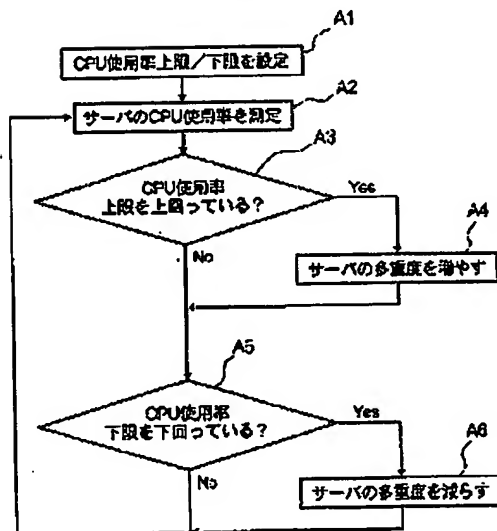 A1
CPU使用率上限/下限を設定
A2
サーバのCPU使用率を測定
A3
CPU使用率
上限を上回っている?
Yes
A4
No
サーバの多重度を増やす
A5
CPU使用率
下限を下回っている?
Yes
A6
No
サーバの多重度を減らす